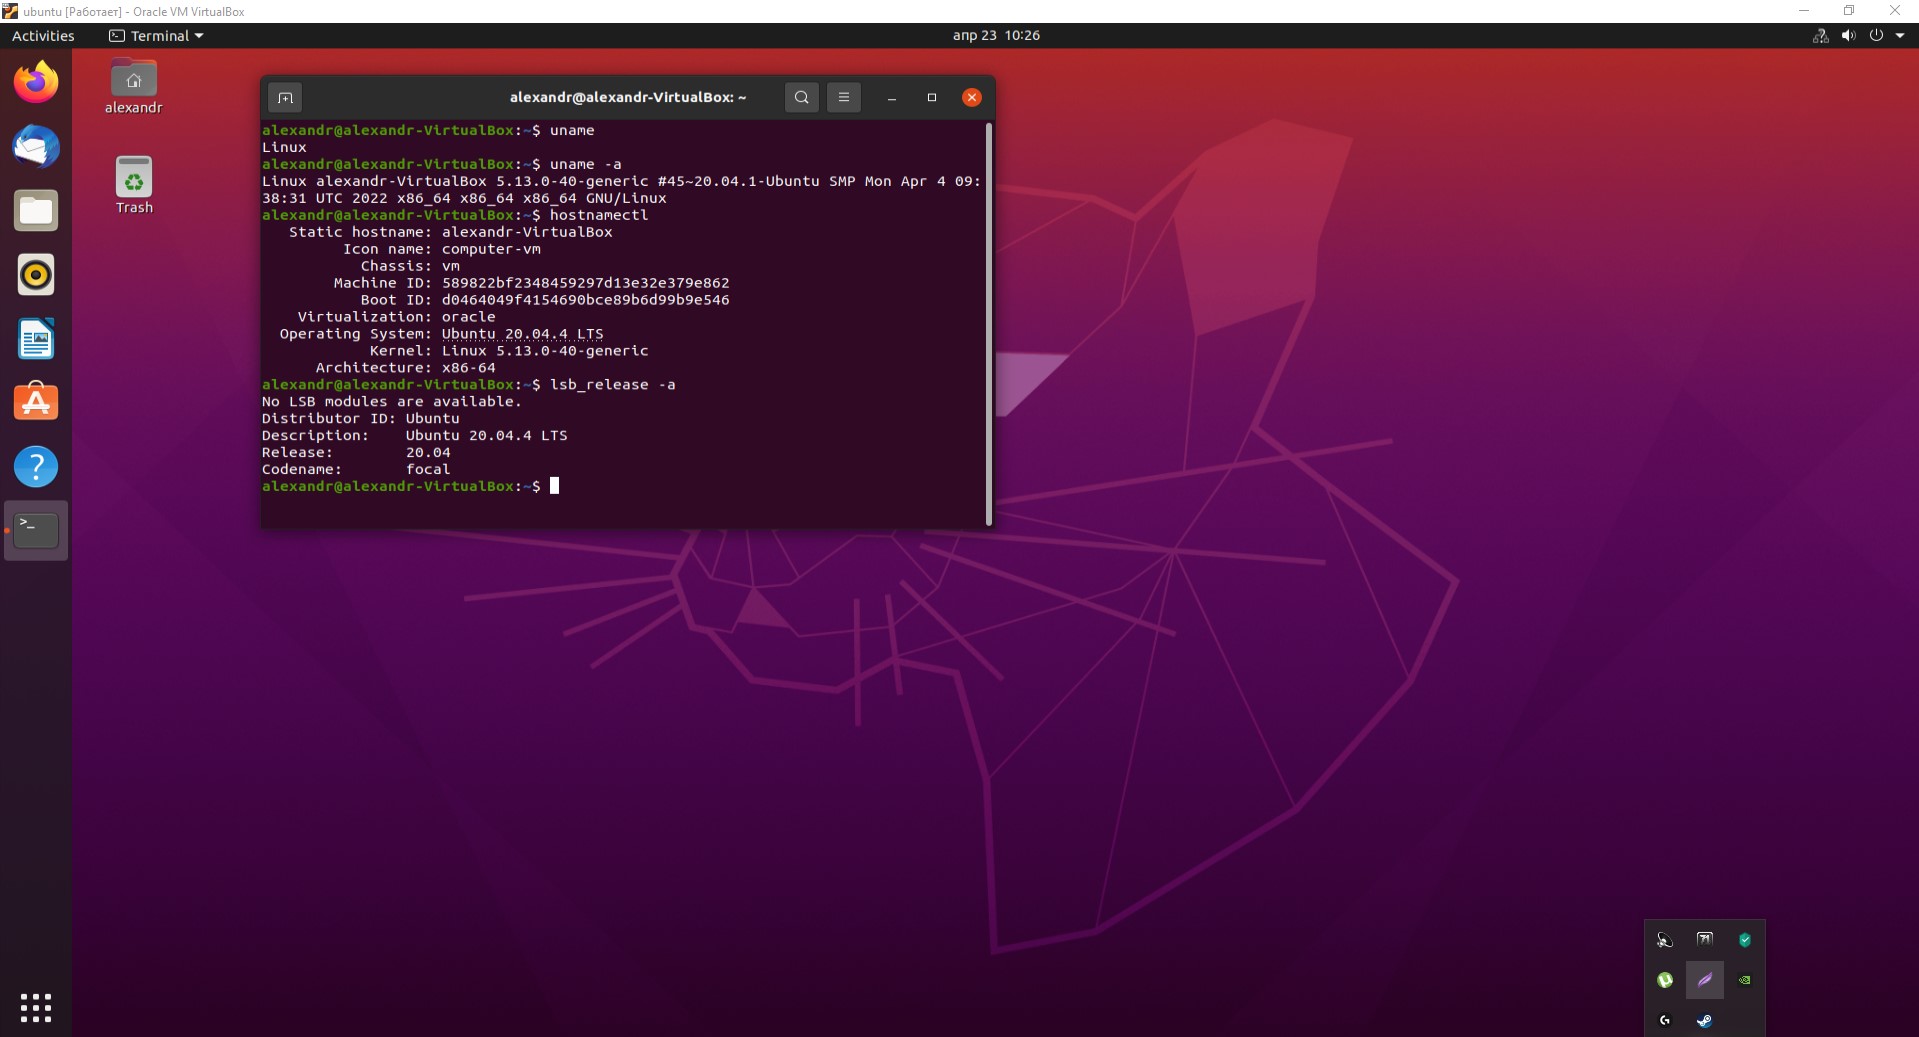 ubuntu [Работает] - Oracle VM VirtualBox
Activities
Terminal
апр 23 10:26
alexandr
Trash
alexandr@alexandr-VirtualBox: ~
alexandr@alexandr-VirtualBox:~$ uname
Linux
alexandr@alexandr-VirtualBox:~$ uname -a
Linux alexandr-VirtualBox 5.13.0-40-generic #45~20.04.1-Ubuntu SMP Mon Apr 4 09:
38:31 UTC 2022 x86_64 x86_64 x86_64 GNU/Linux
alexandr@alexandr-VirtualBox:~$ hostnamectl
Static hostname: alexandr-VirtualBox
Icon name: computer-vm
Chassis: vm
Machine ID: 589822bf2348459297d13e32e379e862
Boot ID: d0464049f4154690bce89b6d99b9e546
Virtualization: oracle
Operating System: Ubuntu 20.04.4 LTS
Kernel: Linux 5.13.0-40-generic
Architecture: x86-64
alexandr@alexandr-VirtualBox:~$ lsb_release -a
No LSB modules are available.
Distributor ID: Ubuntu
Description: Ubuntu 20.04.4 LTS
Release: 20.04
Codename: focal
alexandr@alexandr-VirtualBox:~$